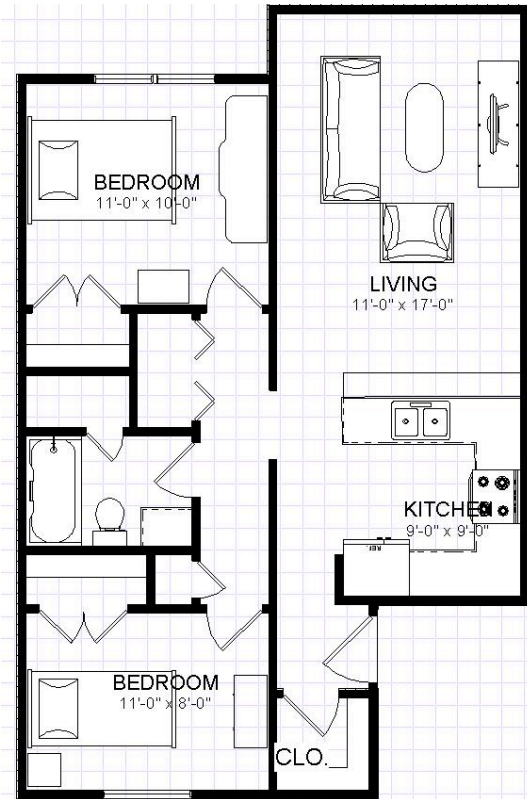 BEDROOM
11'-0" x 10'-0"
LIVING
11'-0" x 17'-0"
KITCHEN
9'-0" x 9'-0"
REF.
BEDROOM
11'-0" x 8'-0"
CLO.